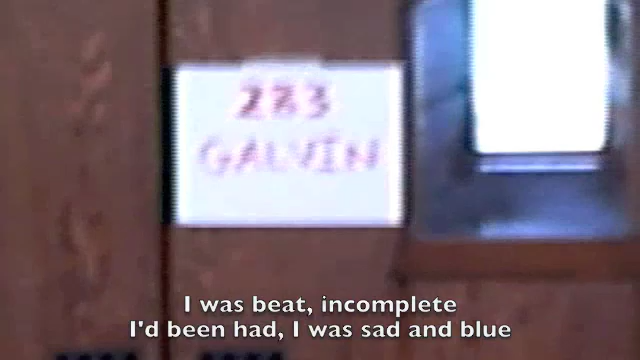 283
GALVIN
I was beat, incomplete
I'd been had, I was sad and blue